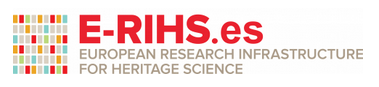 E-RIHS.es
EUROPEAN RESEARCH INFRASTRUCTURE
FOR HERITAGE SCIENCE